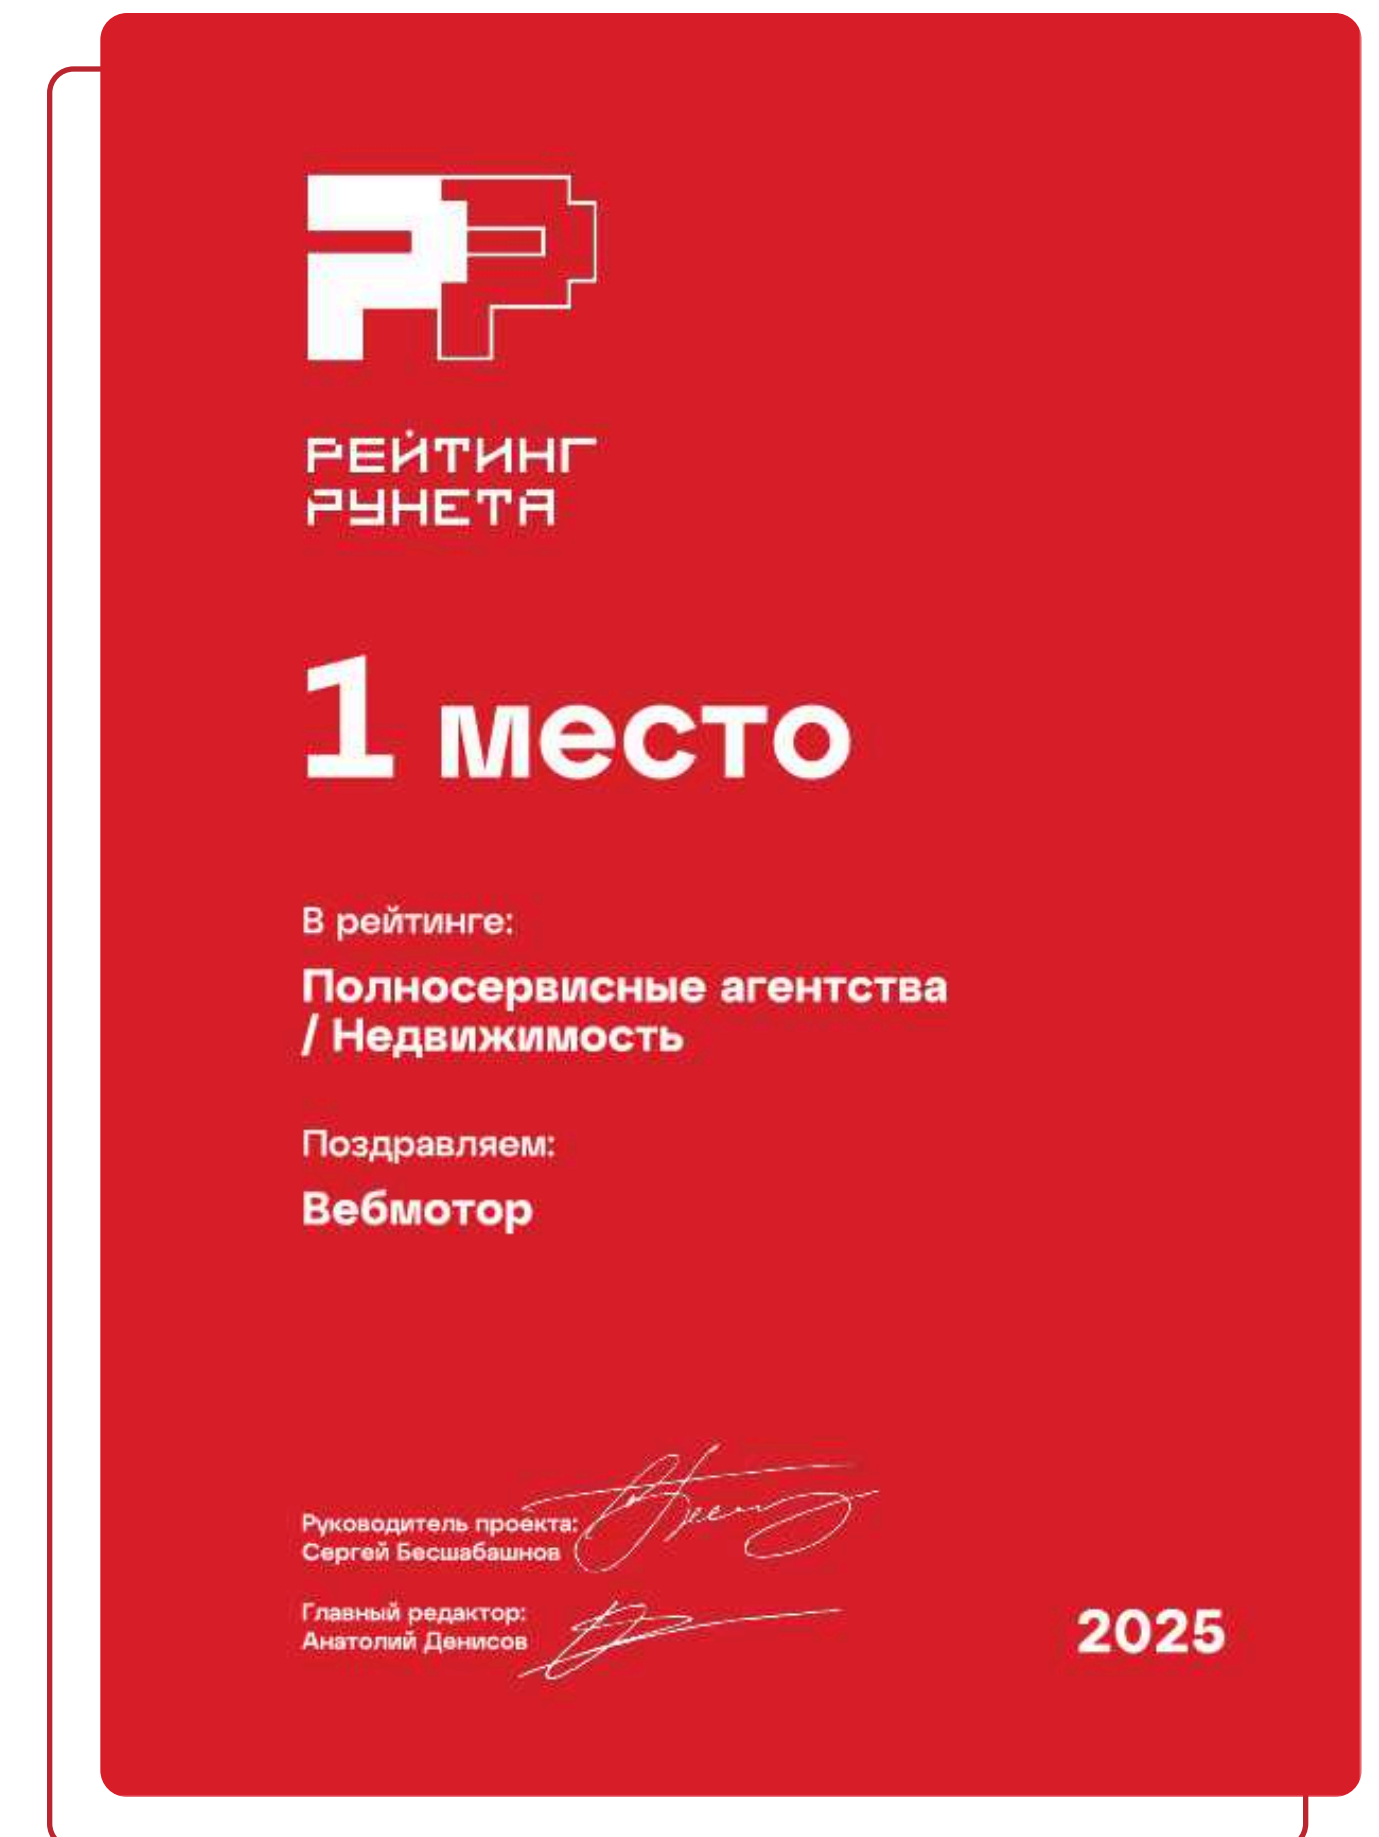 РЕЙТИНГ
РУНЕТА
1 место
В рейтинге:
Полносервисные агентства
/ Недвижимость
Поздравляем:
Вебмотор
Руководитель проекта:
Сергей Бесшабашнов
Главный редактор:
Анатолий Денисов
2025